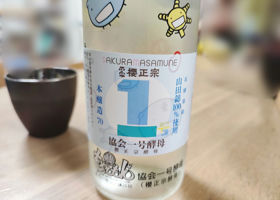 SAKURAMASAMUNE
櫻正宗
山田錦100%使用
本醸造70
1
協会一号酵母
協会一号酵母
(櫻正宗酵母)